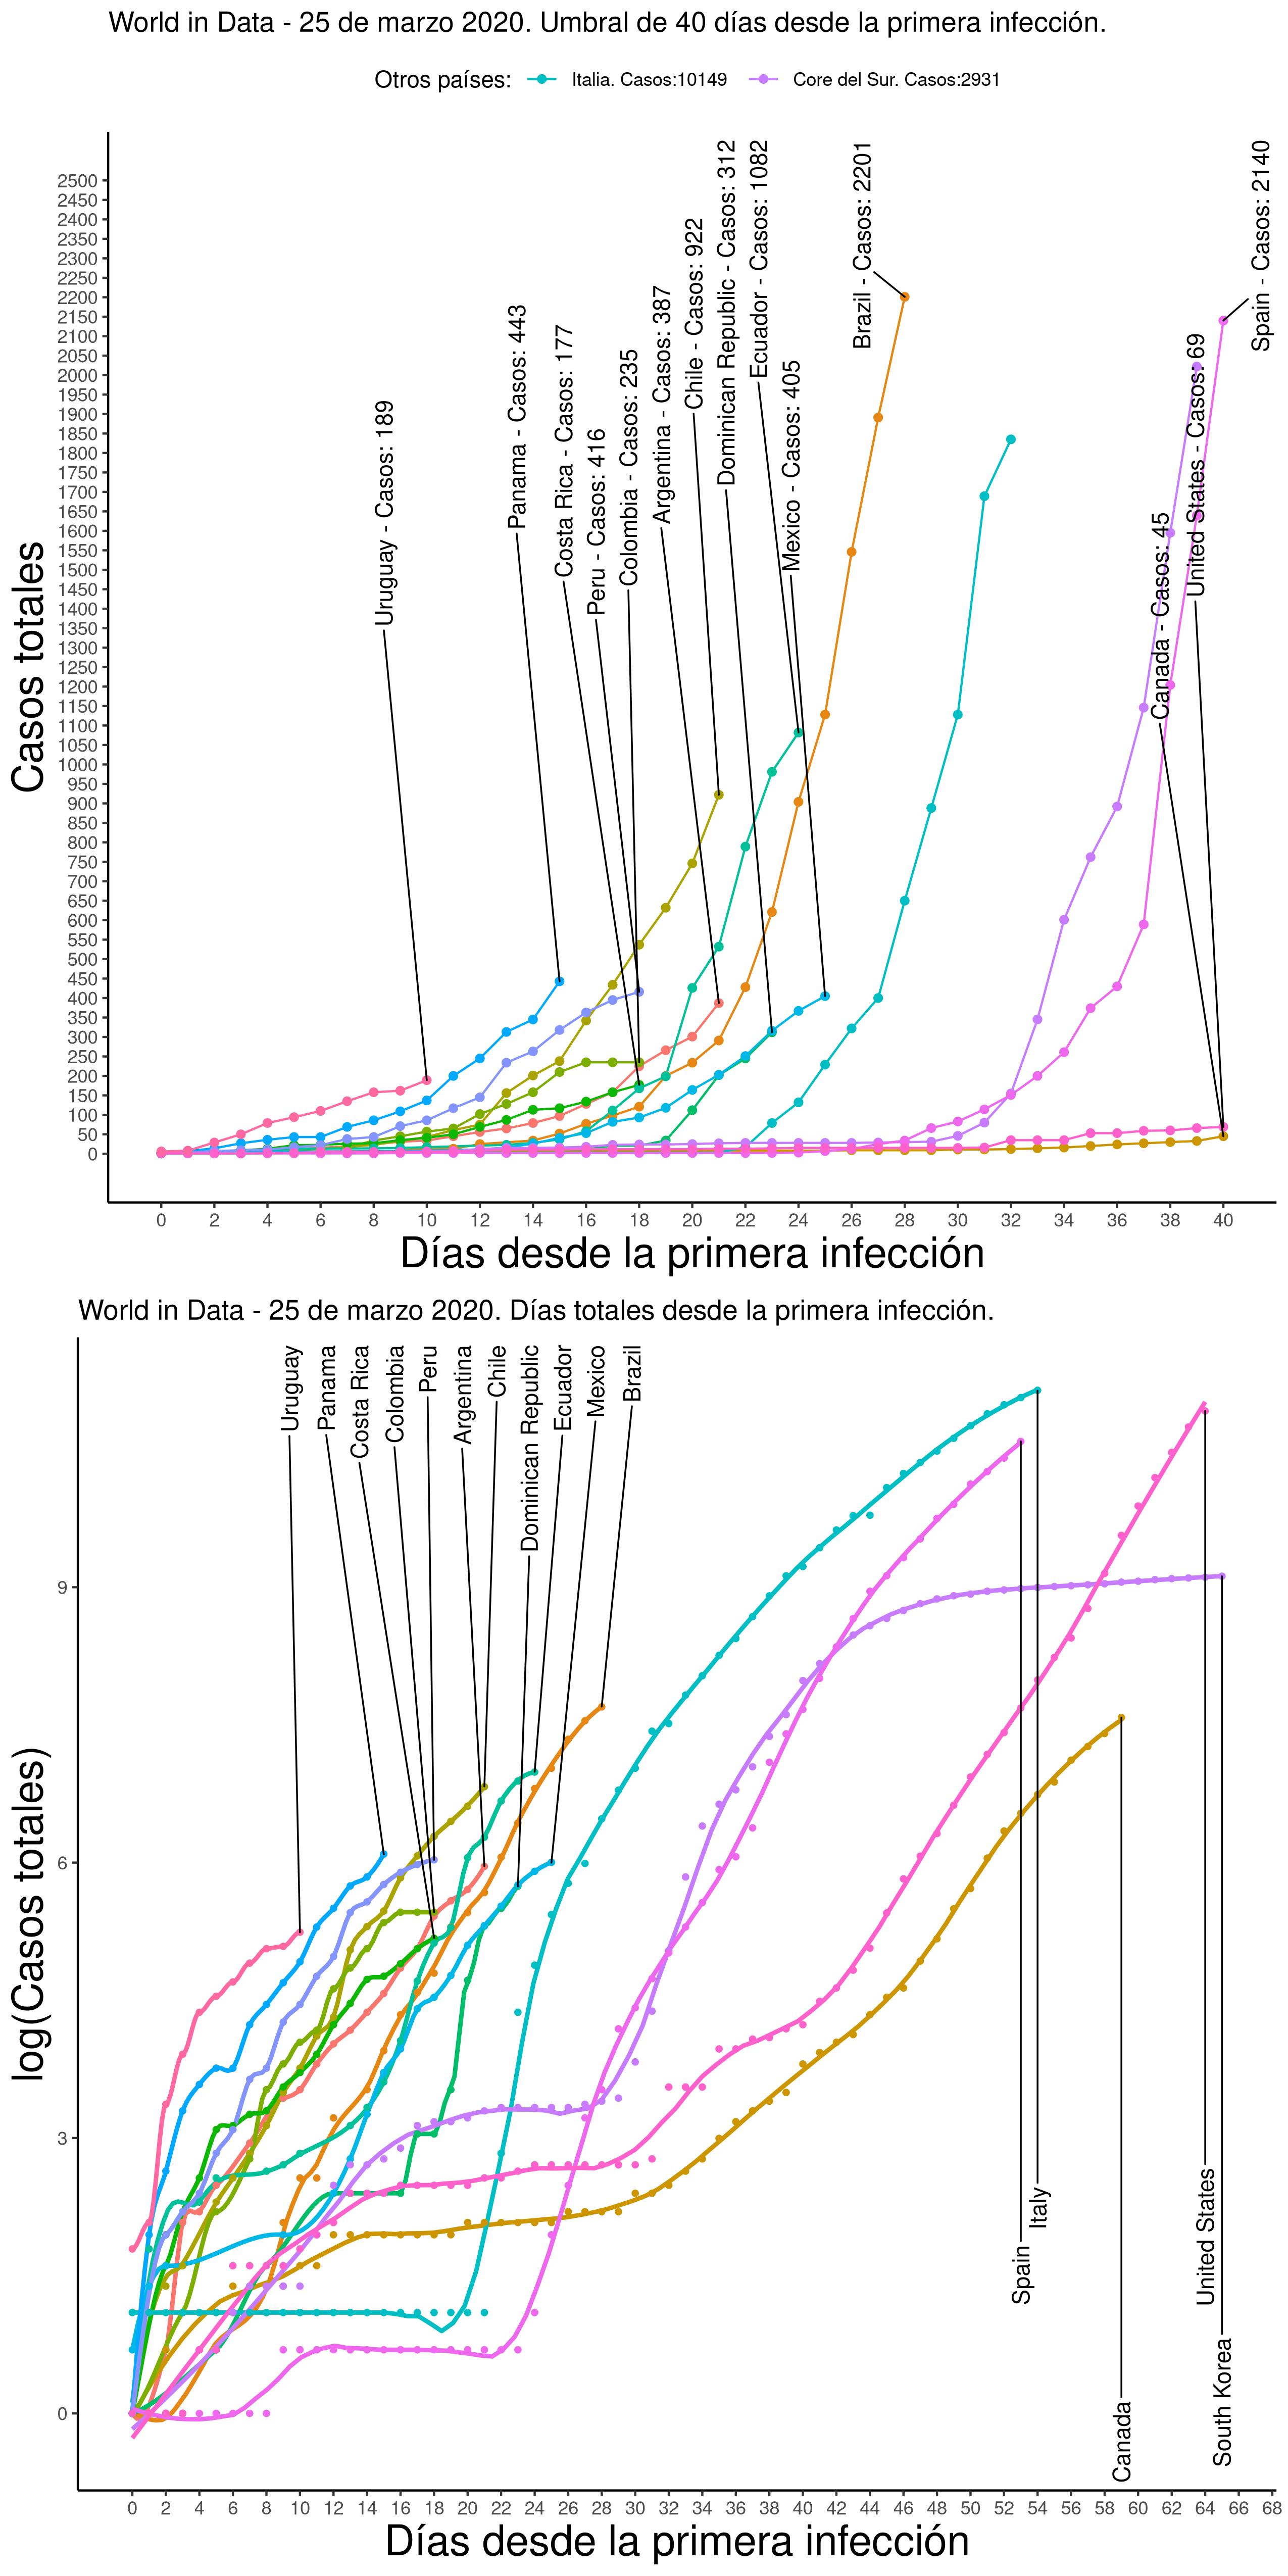 World in Data - 25 de marzo 2020. Umbral de 40 días desde la primera infección.
Otros países: Italia. Casos:10149 Core del Sur. Casos:2931
Casos totales
2500
2450
2400
2350
2300
2250
2200
2150
2100
2050
2000
1950
1900
1850
1800
1750
1700
1650
1600
1550
1500
1450
1400
1350
1300
1250
1200
1150
1100
1050
1000
950
900
850
800
750
700
650
600
550
500
450
400
350
300
250
200
150
100
50
0
Uruguay - Casos: 189
Panama - Casos: 443
Costa Rica - Casos: 177
Peru - Casos: 416
Colombia - Casos: 235
Argentina - Casos: 387
Chile - Casos: 922
Dominican Republic - Casos: 312
Ecuador - Casos: 1082
Mexico - Casos: 405
Brazil - Casos: 2201
Canada - Casos: 45
United States - Casos: 69
Spain - Casos: 2140
0 2 4 6 8 10 12 14 16 18 20 22 24 26 28 30 32 34 36 38 40
Días desde la primera infección
World in Data - 25 de marzo 2020. Días totales desde la primera infección.
log(Casos totales)
9
6
3
0
Uruguay
Panama
Costa Rica
Colombia
Peru
Argentina
Chile
Dominican Republic
Ecuador
Mexico
Brazil
Spain
Italy
Canada
United States
South Korea
0 2 4 6 8 10 12 14 16 18 20 22 24 26 28 30 32 34 36 38 40 42 44 46 48 50 52 54 56 58 60 62 64 66 68
Días desde la primera infección